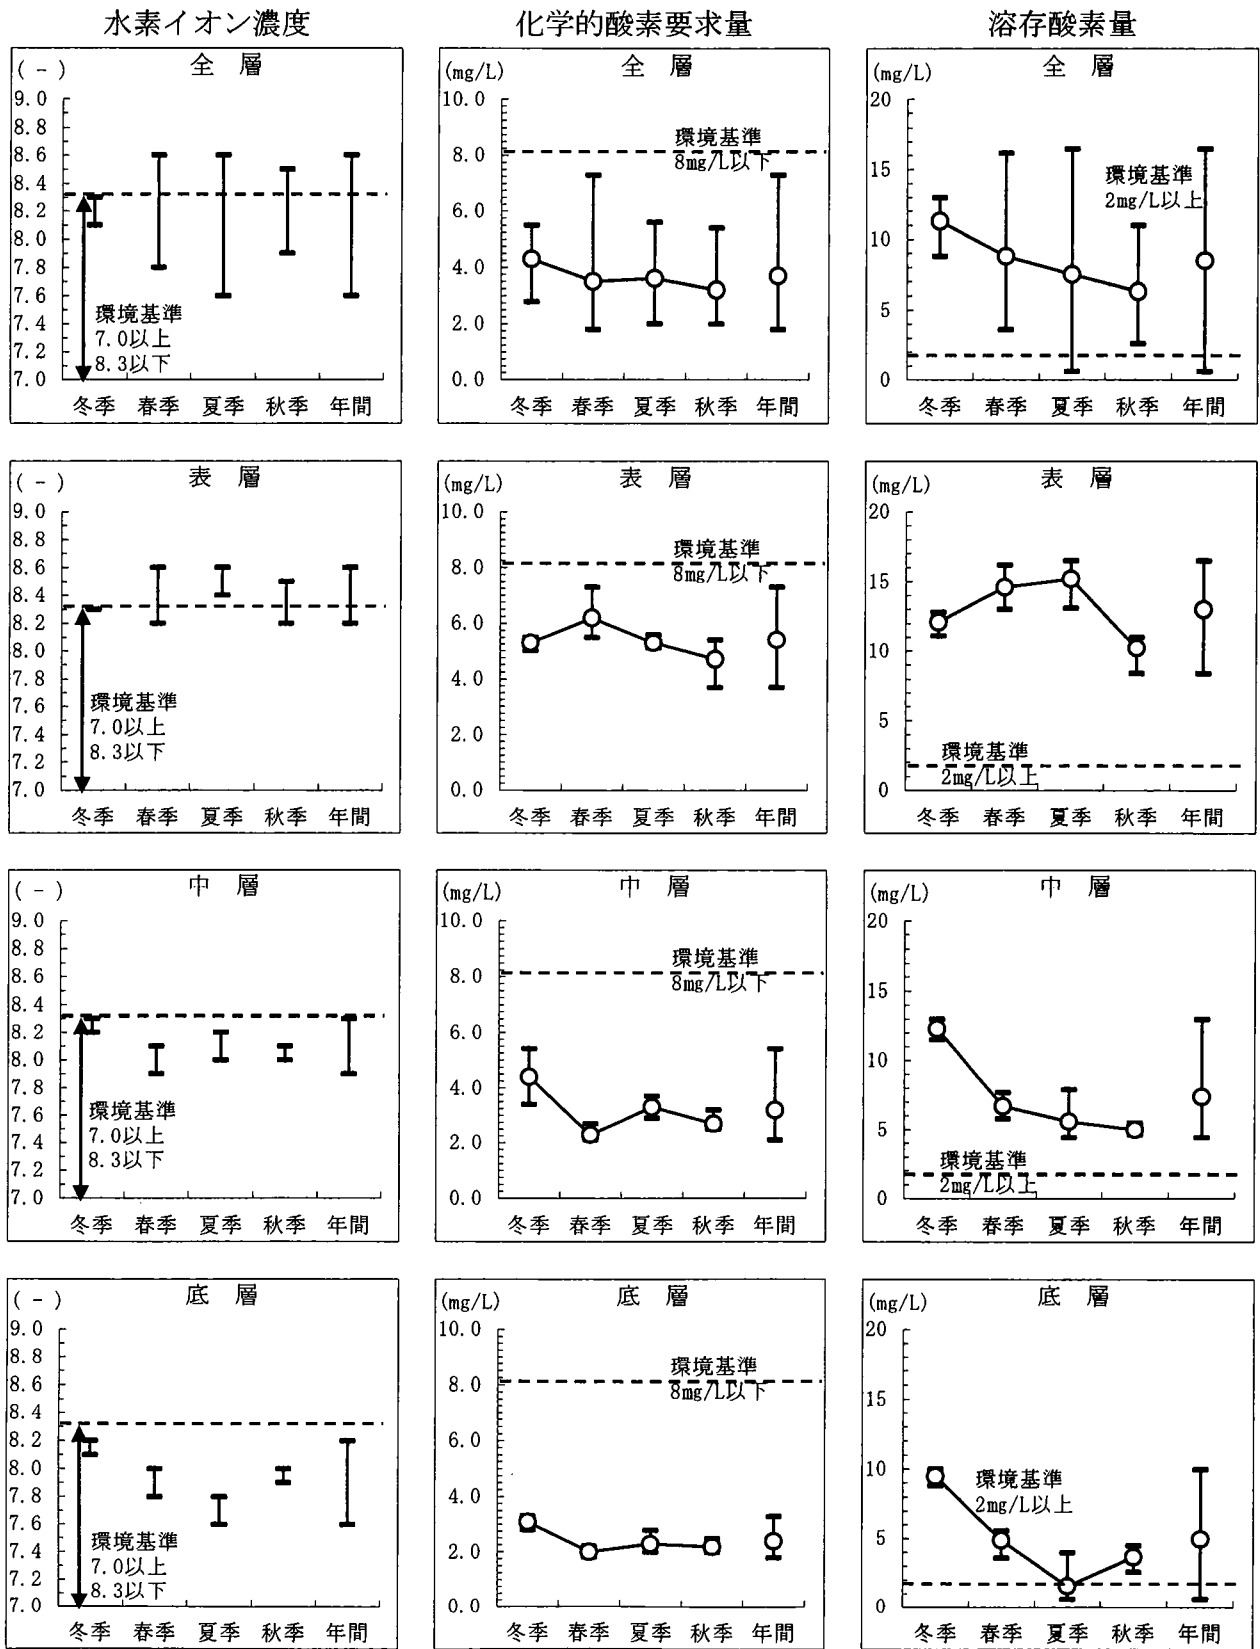 水素イオン濃度
化学的酸素要求量
溶存酸素量
全 層
(-)
9.0
8.8
8.6
8.4
8.2
8.0
7.8
7.6
7.4
7.2
7.0
環境基準
7.0以上
8.3以下
冬季 春季 夏季 秋季 年間
全 層
(mg/L)
10.0
8.0
6.0
4.0
2.0
0.0
環境基準
8mg/L以下
冬季 春季 夏季 秋季 年間
全 層
(mg/L)
20
15
10
5
0
環境基準
2mg/L以上
冬季 春季 夏季 秋季 年間
表 層
(-)
9.0
8.8
8.6
8.4
8.2
8.0
7.8
7.6
7.4
7.2
7.0
環境基準
7.0以上
8.3以下
冬季 春季 夏季 秋季 年間
表 層
(mg/L)
10.0
8.0
6.0
4.0
2.0
0.0
環境基準
8mg/L以下
冬季 春季 夏季 秋季 年間
表 層
(mg/L)
20
15
10
5
0
環境基準
2mg/L以上
冬季 春季 夏季 秋季 年間
中 層
(-)
9.0
8.8
8.6
8.4
8.2
8.0
7.8
7.6
7.4
7.2
7.0
環境基準
7.0以上
8.3以下
冬季 春季 夏季 秋季 年間
中 層
(mg/L)
10.0
8.0
6.0
4.0
2.0
0.0
環境基準
8mg/L以下
冬季 春季 夏季 秋季 年間
中 層
(mg/L)
20
15
10
5
0
環境基準
2mg/L以上
冬季 春季 夏季 秋季 年間
底 層
(-)
9.0
8.8
8.6
8.4
8.2
8.0
7.8
7.6
7.4
7.2
7.0
環境基準
7.0以上
8.3以下
冬季 春季 夏季 秋季 年間
底 層
(mg/L)
10.0
8.0
6.0
4.0
2.0
0.0
環境基準
8mg/L以下
冬季 春季 夏季 秋季 年間
底 層
(mg/L)
20
15
10
5
0
環境基準
2mg/L以上
冬季 春季 夏季 秋季 年間